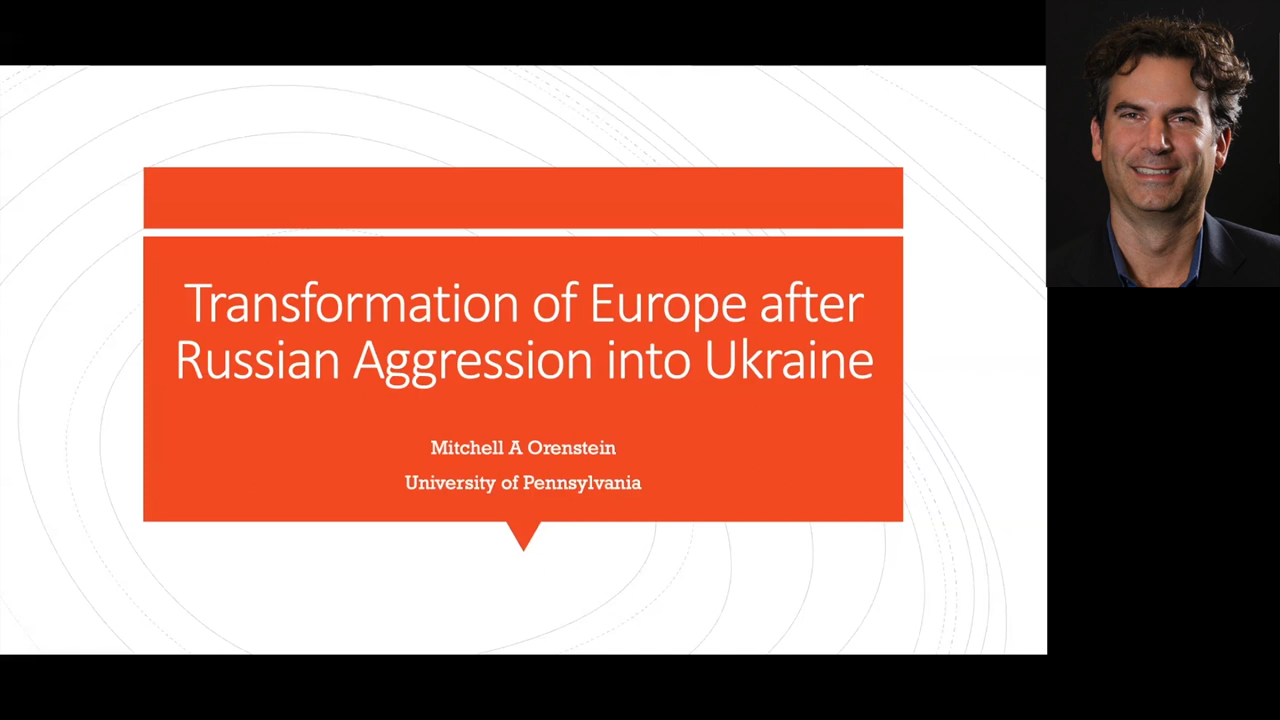 Transformation of Europe after
Russian Aggression into Ukraine
Mitchell A Orenstein
University of Pennsylvania